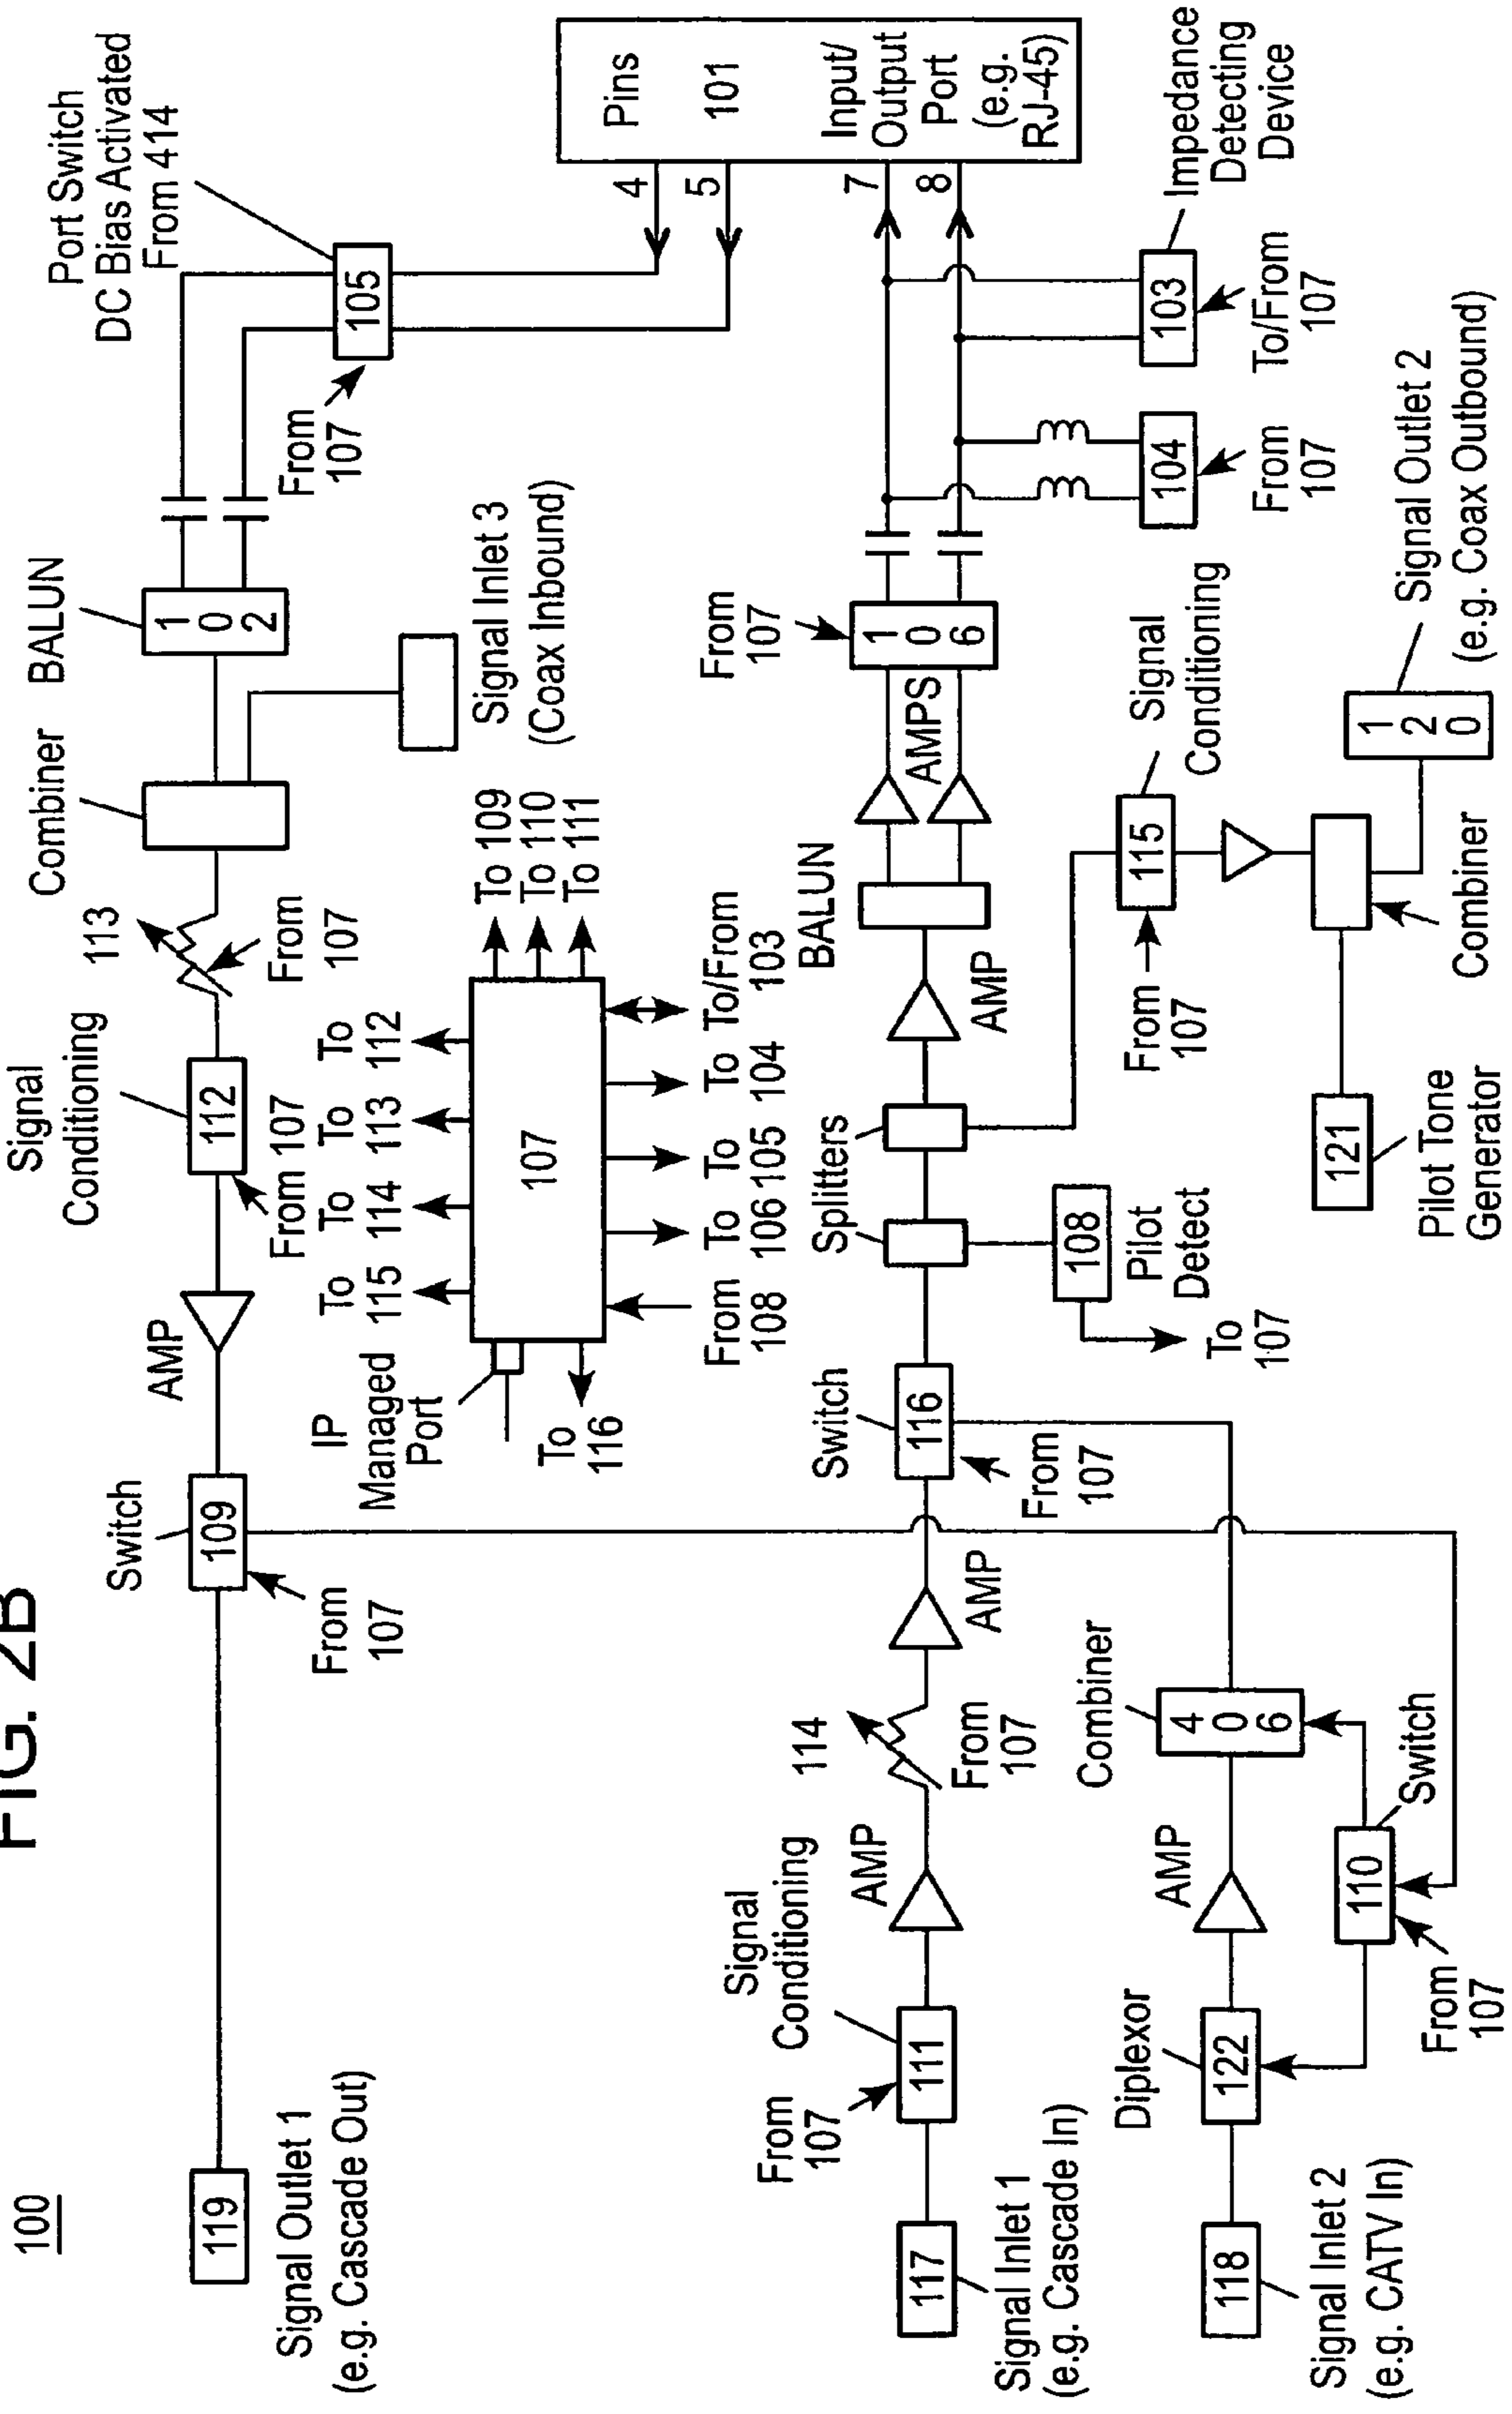 FIG. 2B
100
119
Signal Outlet 1
(e.g. Cascade Out)
Switch
109
From
107
AMP
Signal
Conditioning
112
From 107
113
From
107
Combiner
BALUN
102
Signal Inlet 3
(Coax Inbound)
Port Switch
DC Bias Activated
From 414
105
From
107
Pins
101
Input/
Output
Port
(e.g.
RJ-45)
4
5
7
8
IP
Managed
Port
107
To
115
To
114
To
113
To
112
To 109
To 110
To 111
To
116
From
108
To
106
To
105
To
104
To/From
103
117
Signal Inlet 1
(e.g. Cascade In)
From
107
111
Signal
Conditioning
AMP
114
From
107
AMP
Switch
116
From
107
Splitters
108
Pilot
Detect
To
107
AMP
BALUN
AMPS
From
107
106
104
From
107
103
To/From
107
Impedance
Detecting
Device
118
Signal Inlet 2
(e.g. CATV In)
Diplexor
122
AMP
Combiner
406
110
Switch
From
107
115
Signal
Conditioning
From
107
121
Pilot Tone
Generator
Combiner
120
Signal Outlet 2
(e.g. Coax Outbound)